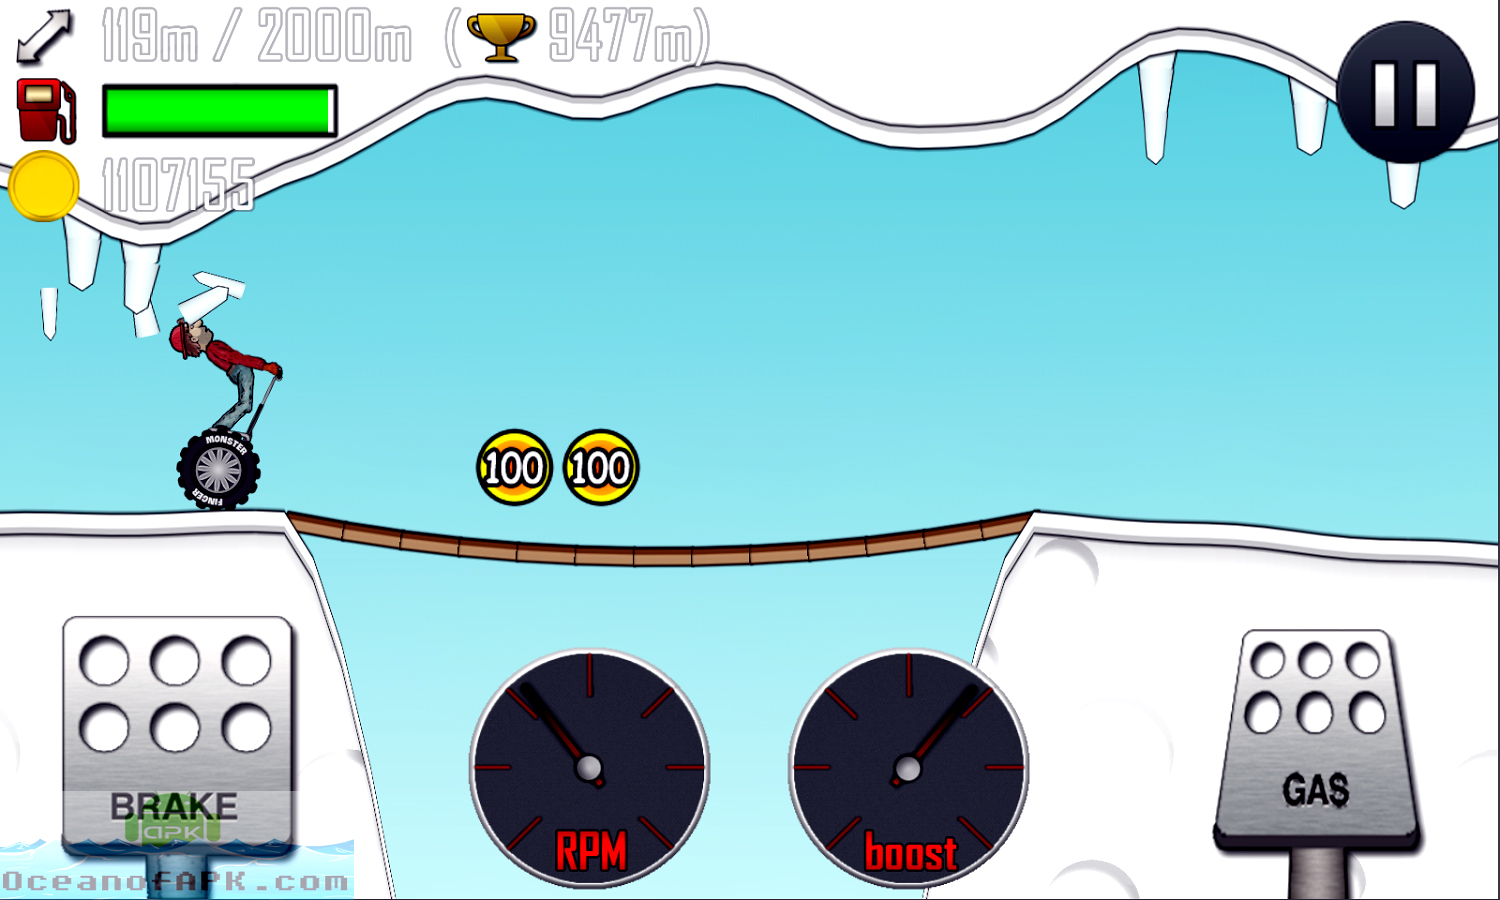 119m / 2000m ( 9477m)
1107155
MONSTER
FINGER
100 100
BRAKE
RPM
boost
GAS
apk
OceanofAPK.com